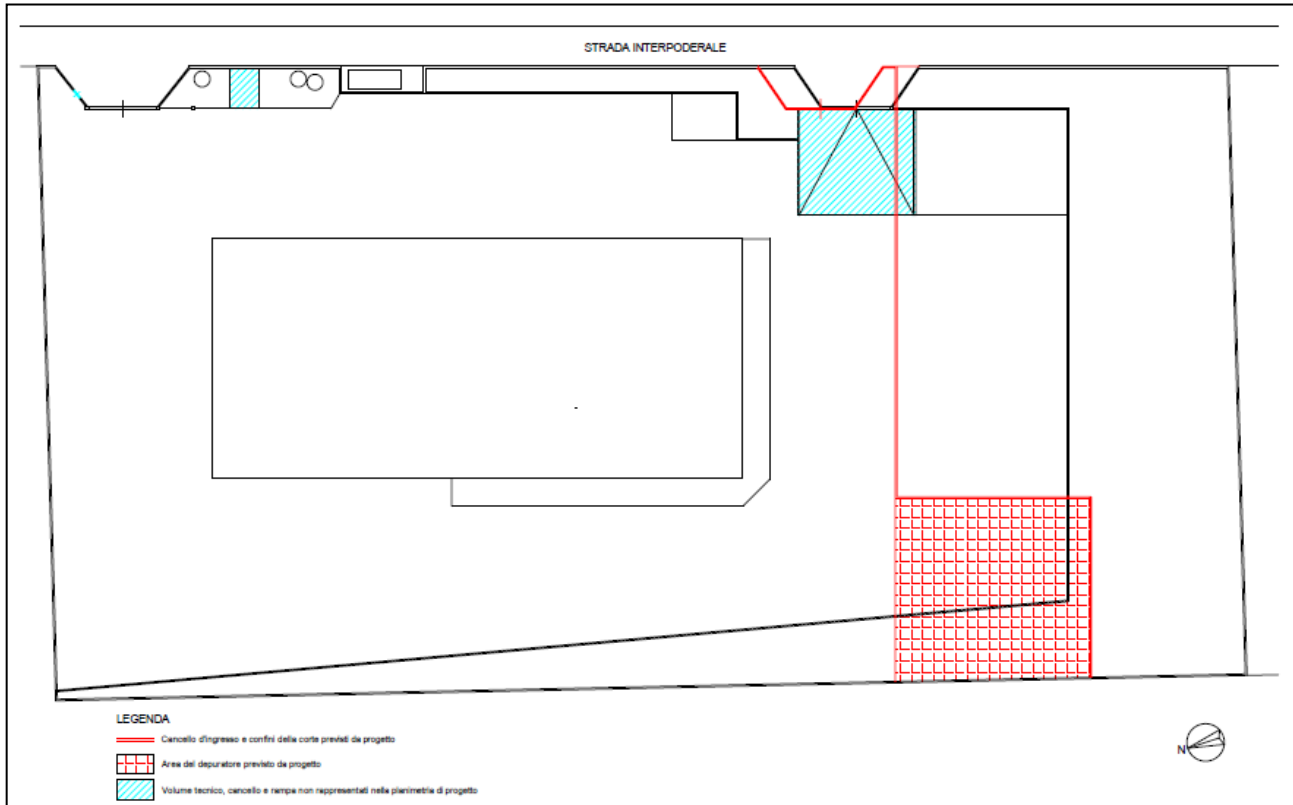 STRADA INTERPODERALE
LEGENDA
Cancello d'ingresso e confini della corte previsti da progetto
Area del depuratore previsto da progetto
Volume tecnico, cancello e rampa non rappresentati nella planimetria di progetto
N